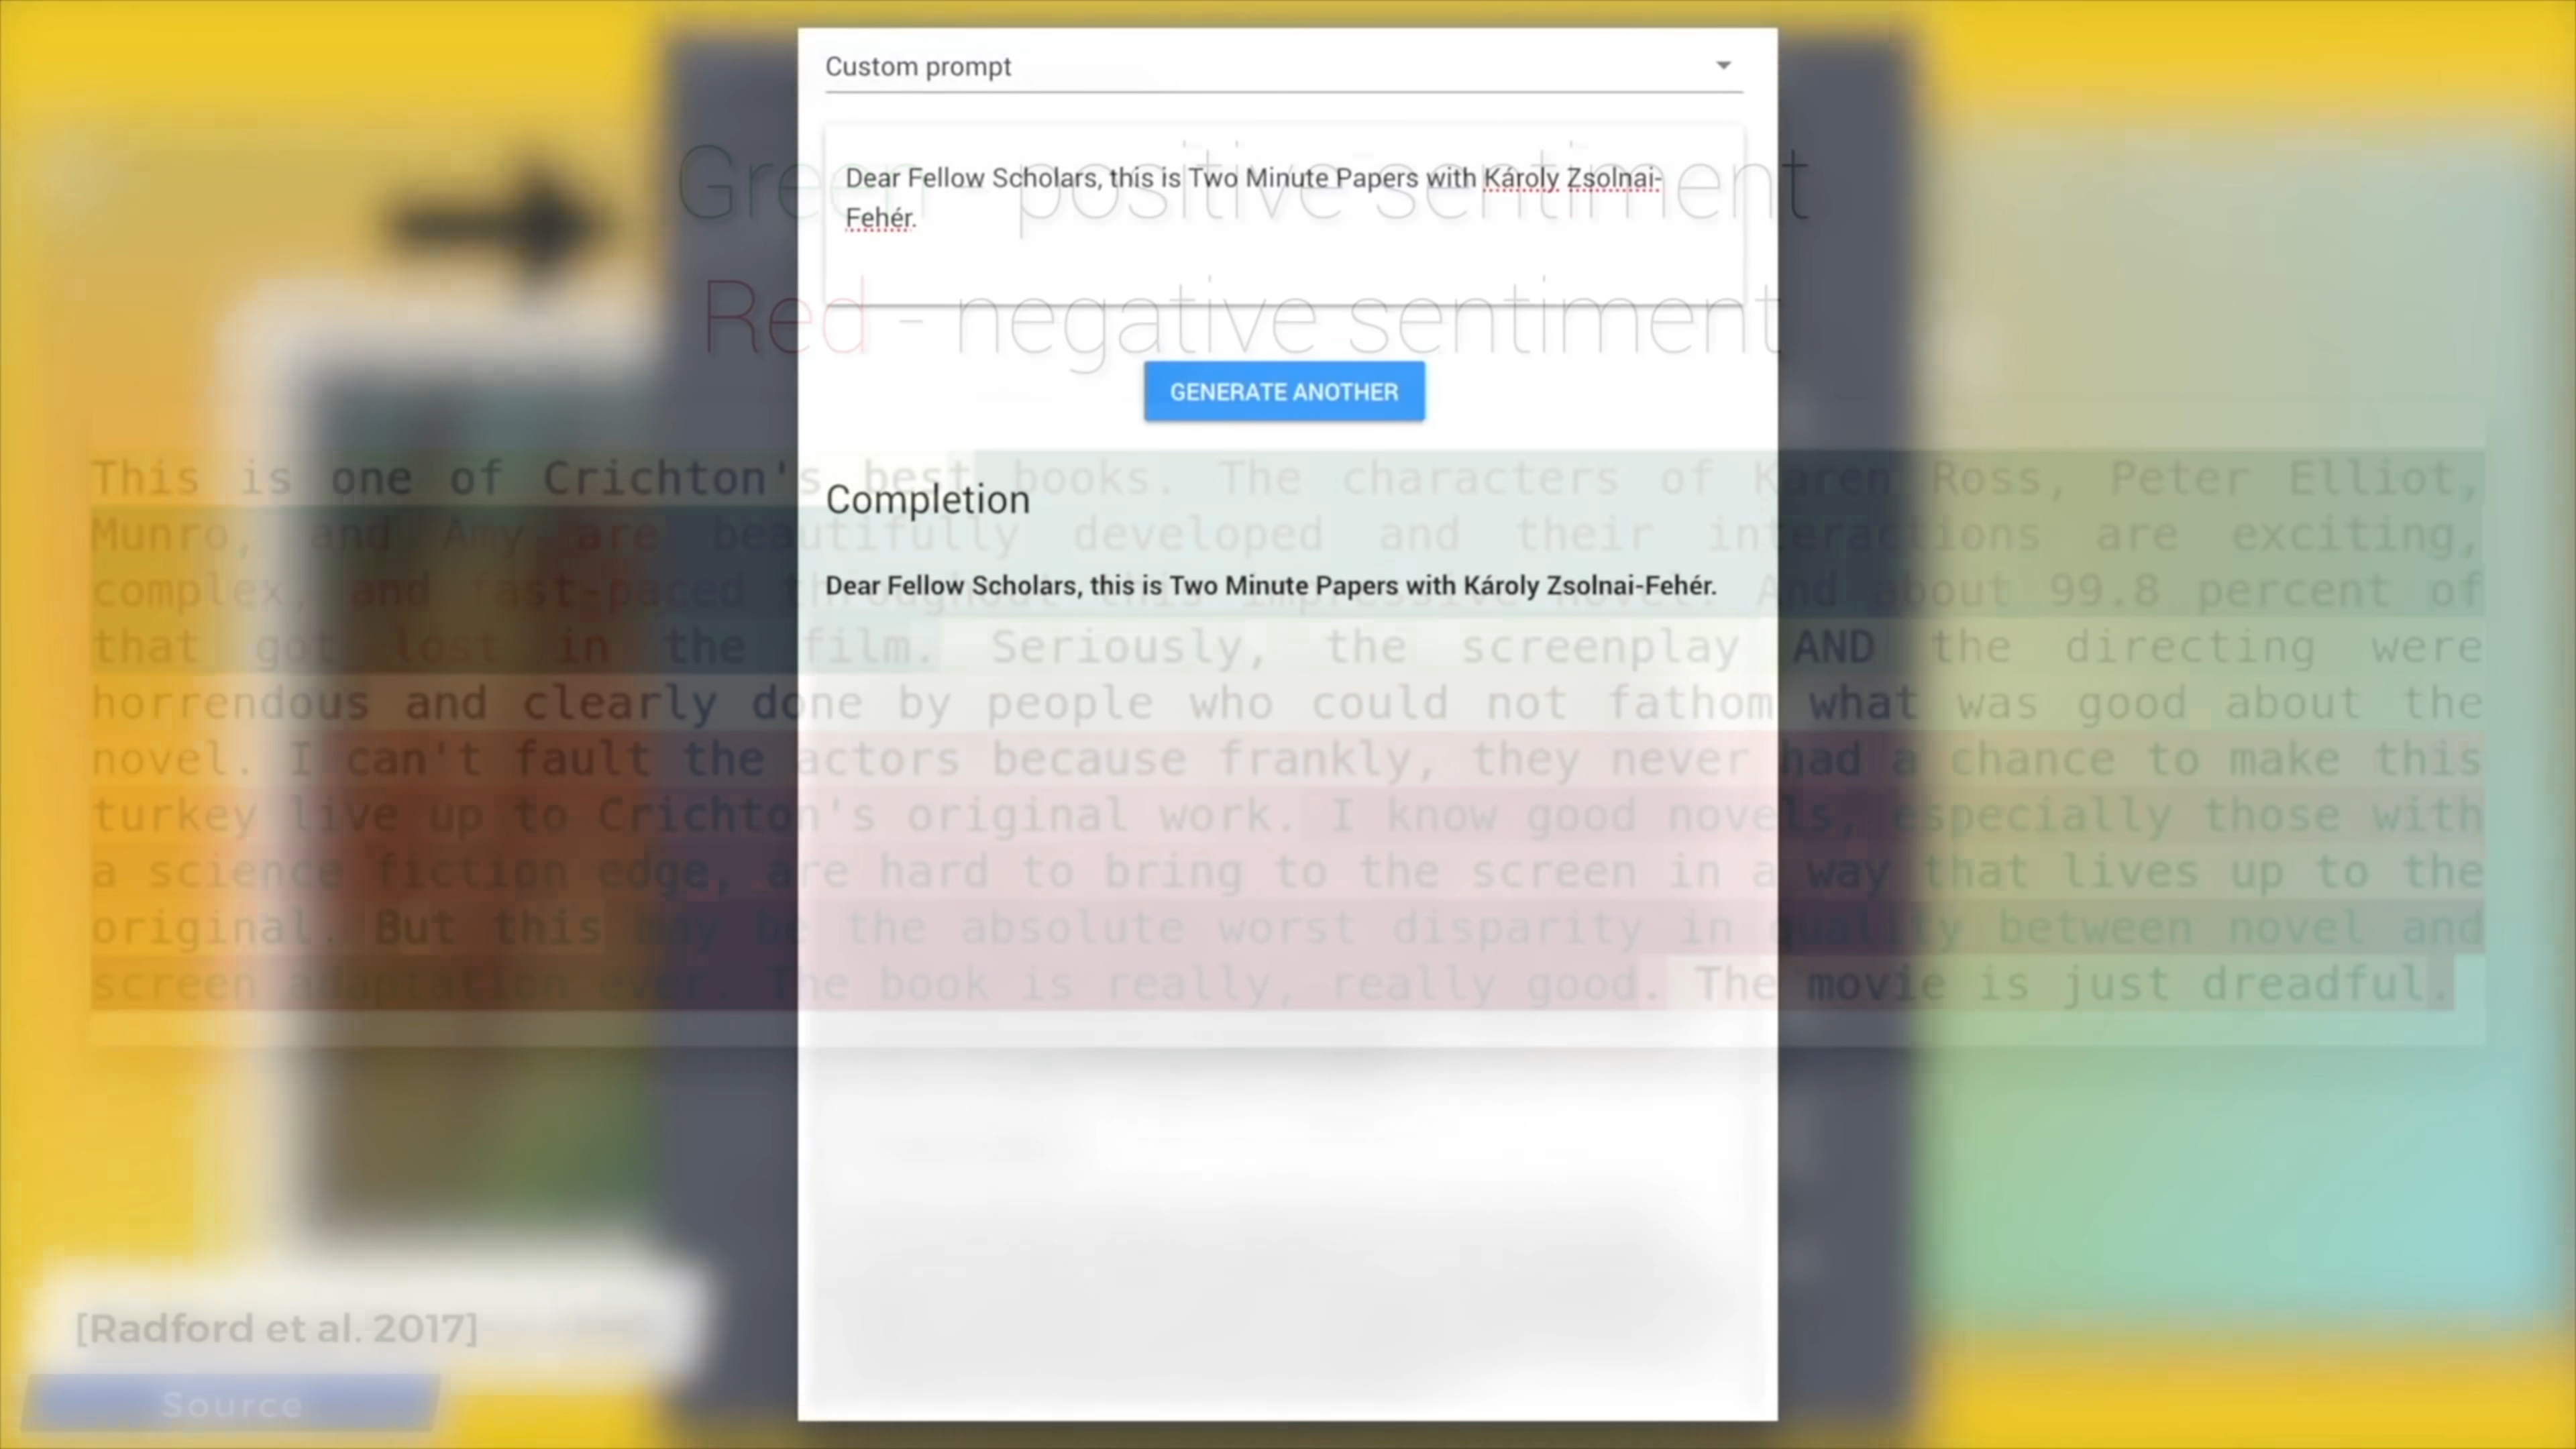 Custom prompt
Green - positive sentiment
Dear Fellow Scholars, this is Two Minute Papers with Károly Zsolnai-
Fehér.
Red - negative sentiment
GENERATE ANOTHER
This is one of Crichton's best books. The characters of Karen Ross, Peter Elliot,
Completion
Munro, and Amy are beautifully developed and their interactions are exciting,
Dear Fellow Scholars, this is Two Minute Papers with Károly Zsolnai-Fehér.
complex, and fast-paced throughout this impressive novel. And about 99.8 percent of
that got lost in the film. Seriously, the screenplay AND the directing were
horrendous and clearly done by people who could not fathom what was good about the
novel. I can't fault the actors because frankly, they never had a chance to make this
turkey live up to Crichton's original work. I know good novels, especially those with
a science fiction edge, are hard to bring to the screen in a way that lives up to the
original. But this may be the absolute worst disparity in quality between novel and
screen adaptation ever. The book is really, really good. The movie is just dreadful.
[Radford et al. 2017]
Source